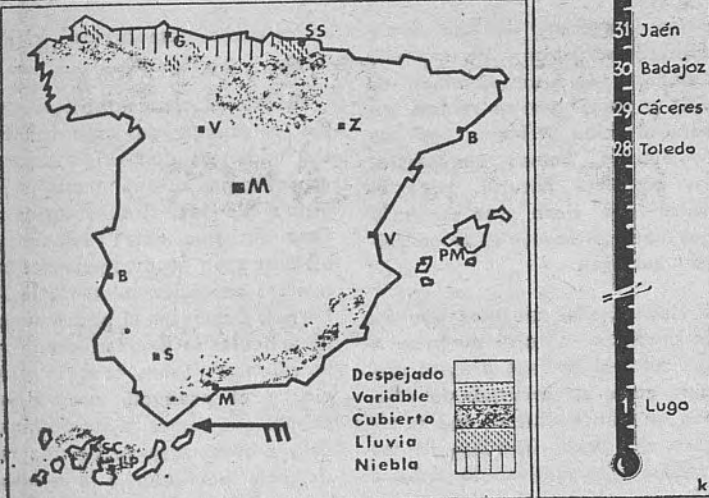 C
G
SS
V
Z
B
M
V
PM
B
S
M
SC
LP
Despejado
Variable
Cubierto
Lluvia
Niebla
31 Jaén
30 Badajoz
29 Cáceres
28 Toledo
1 Lugo
k